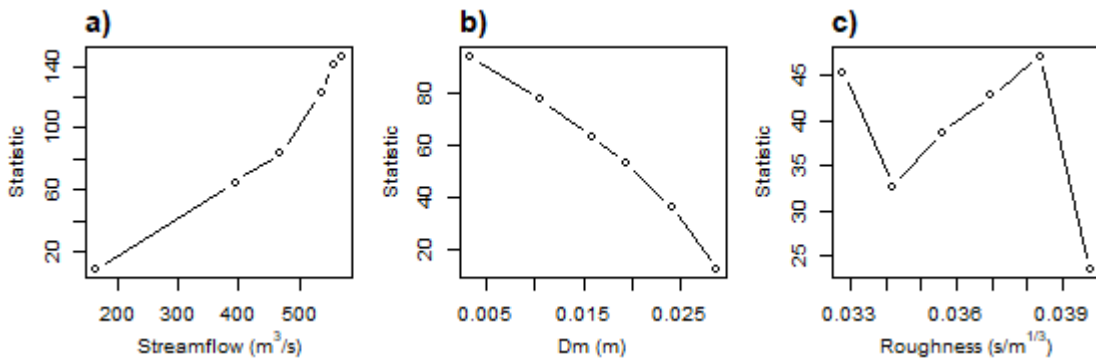 a)
Statistic
20
60
100
140
200
300
400
500
Streamflow (m³/s)
b)
Statistic
20
40
60
80
0.005
0.015
0.025
Dm (m)
c)
Statistic
25
30
35
40
45
0.033
0.036
0.039
Roughness (s/m^{1/3})